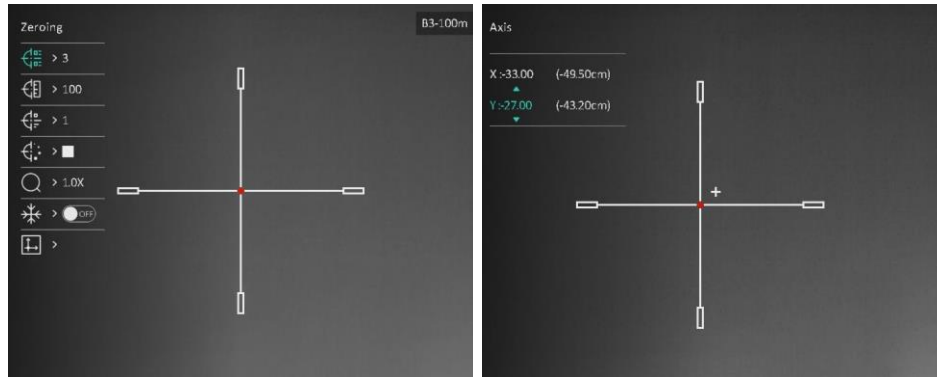 Zeroing
B3-100m
> 3
> 100
> 1
>
> 1.0X
> OFF
>
Axis
X:-33.00 (-49.50cm)
Y:-27.00 (-43.20cm)